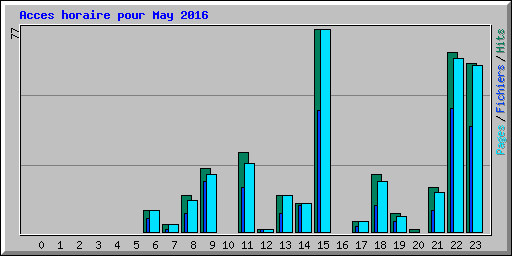 Acces horaire pour May 2016
77
Pages/Fichiers/Hits
0 1 2 3 4 5 6 7 8 9 10 11 12 13 14 15 16 17 18 19 20 21 22 23